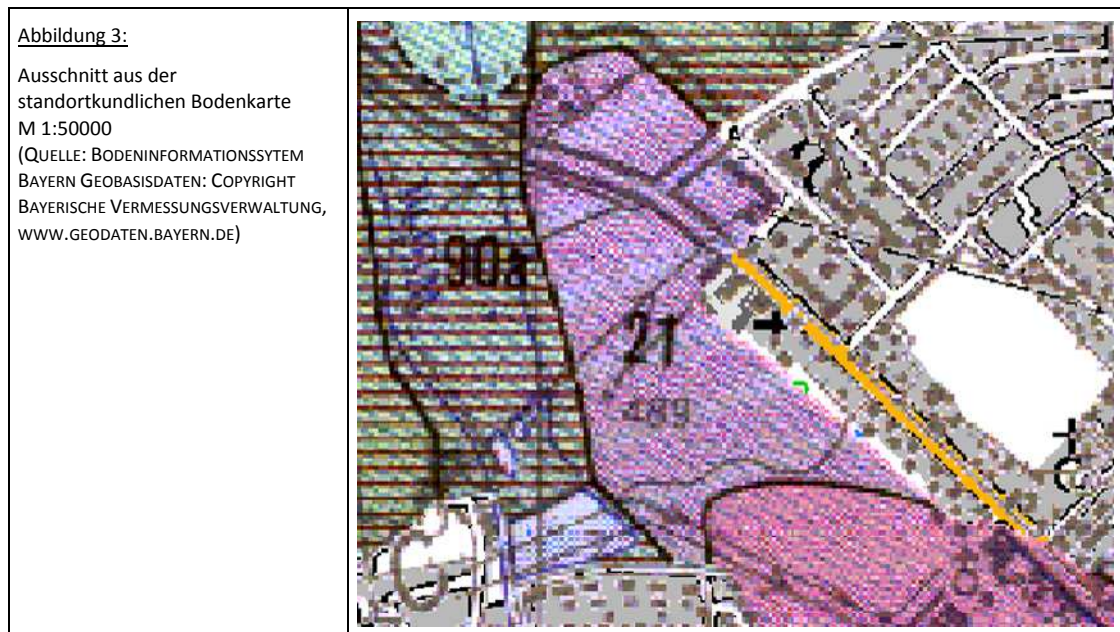 Abbildung 3:
Ausschnitt aus der
standortkundlichen Bodenkarte
M 1:50000
(QUELLE: BODENINFORMATIONSSYTEM
BAYERN GEOBASISDATEN: COPYRIGHT
BAYERISCHE VERMESSUNGSVERWALTUNG,
WWW.GEODATEN.BAYERN.DE)
90a
21
489